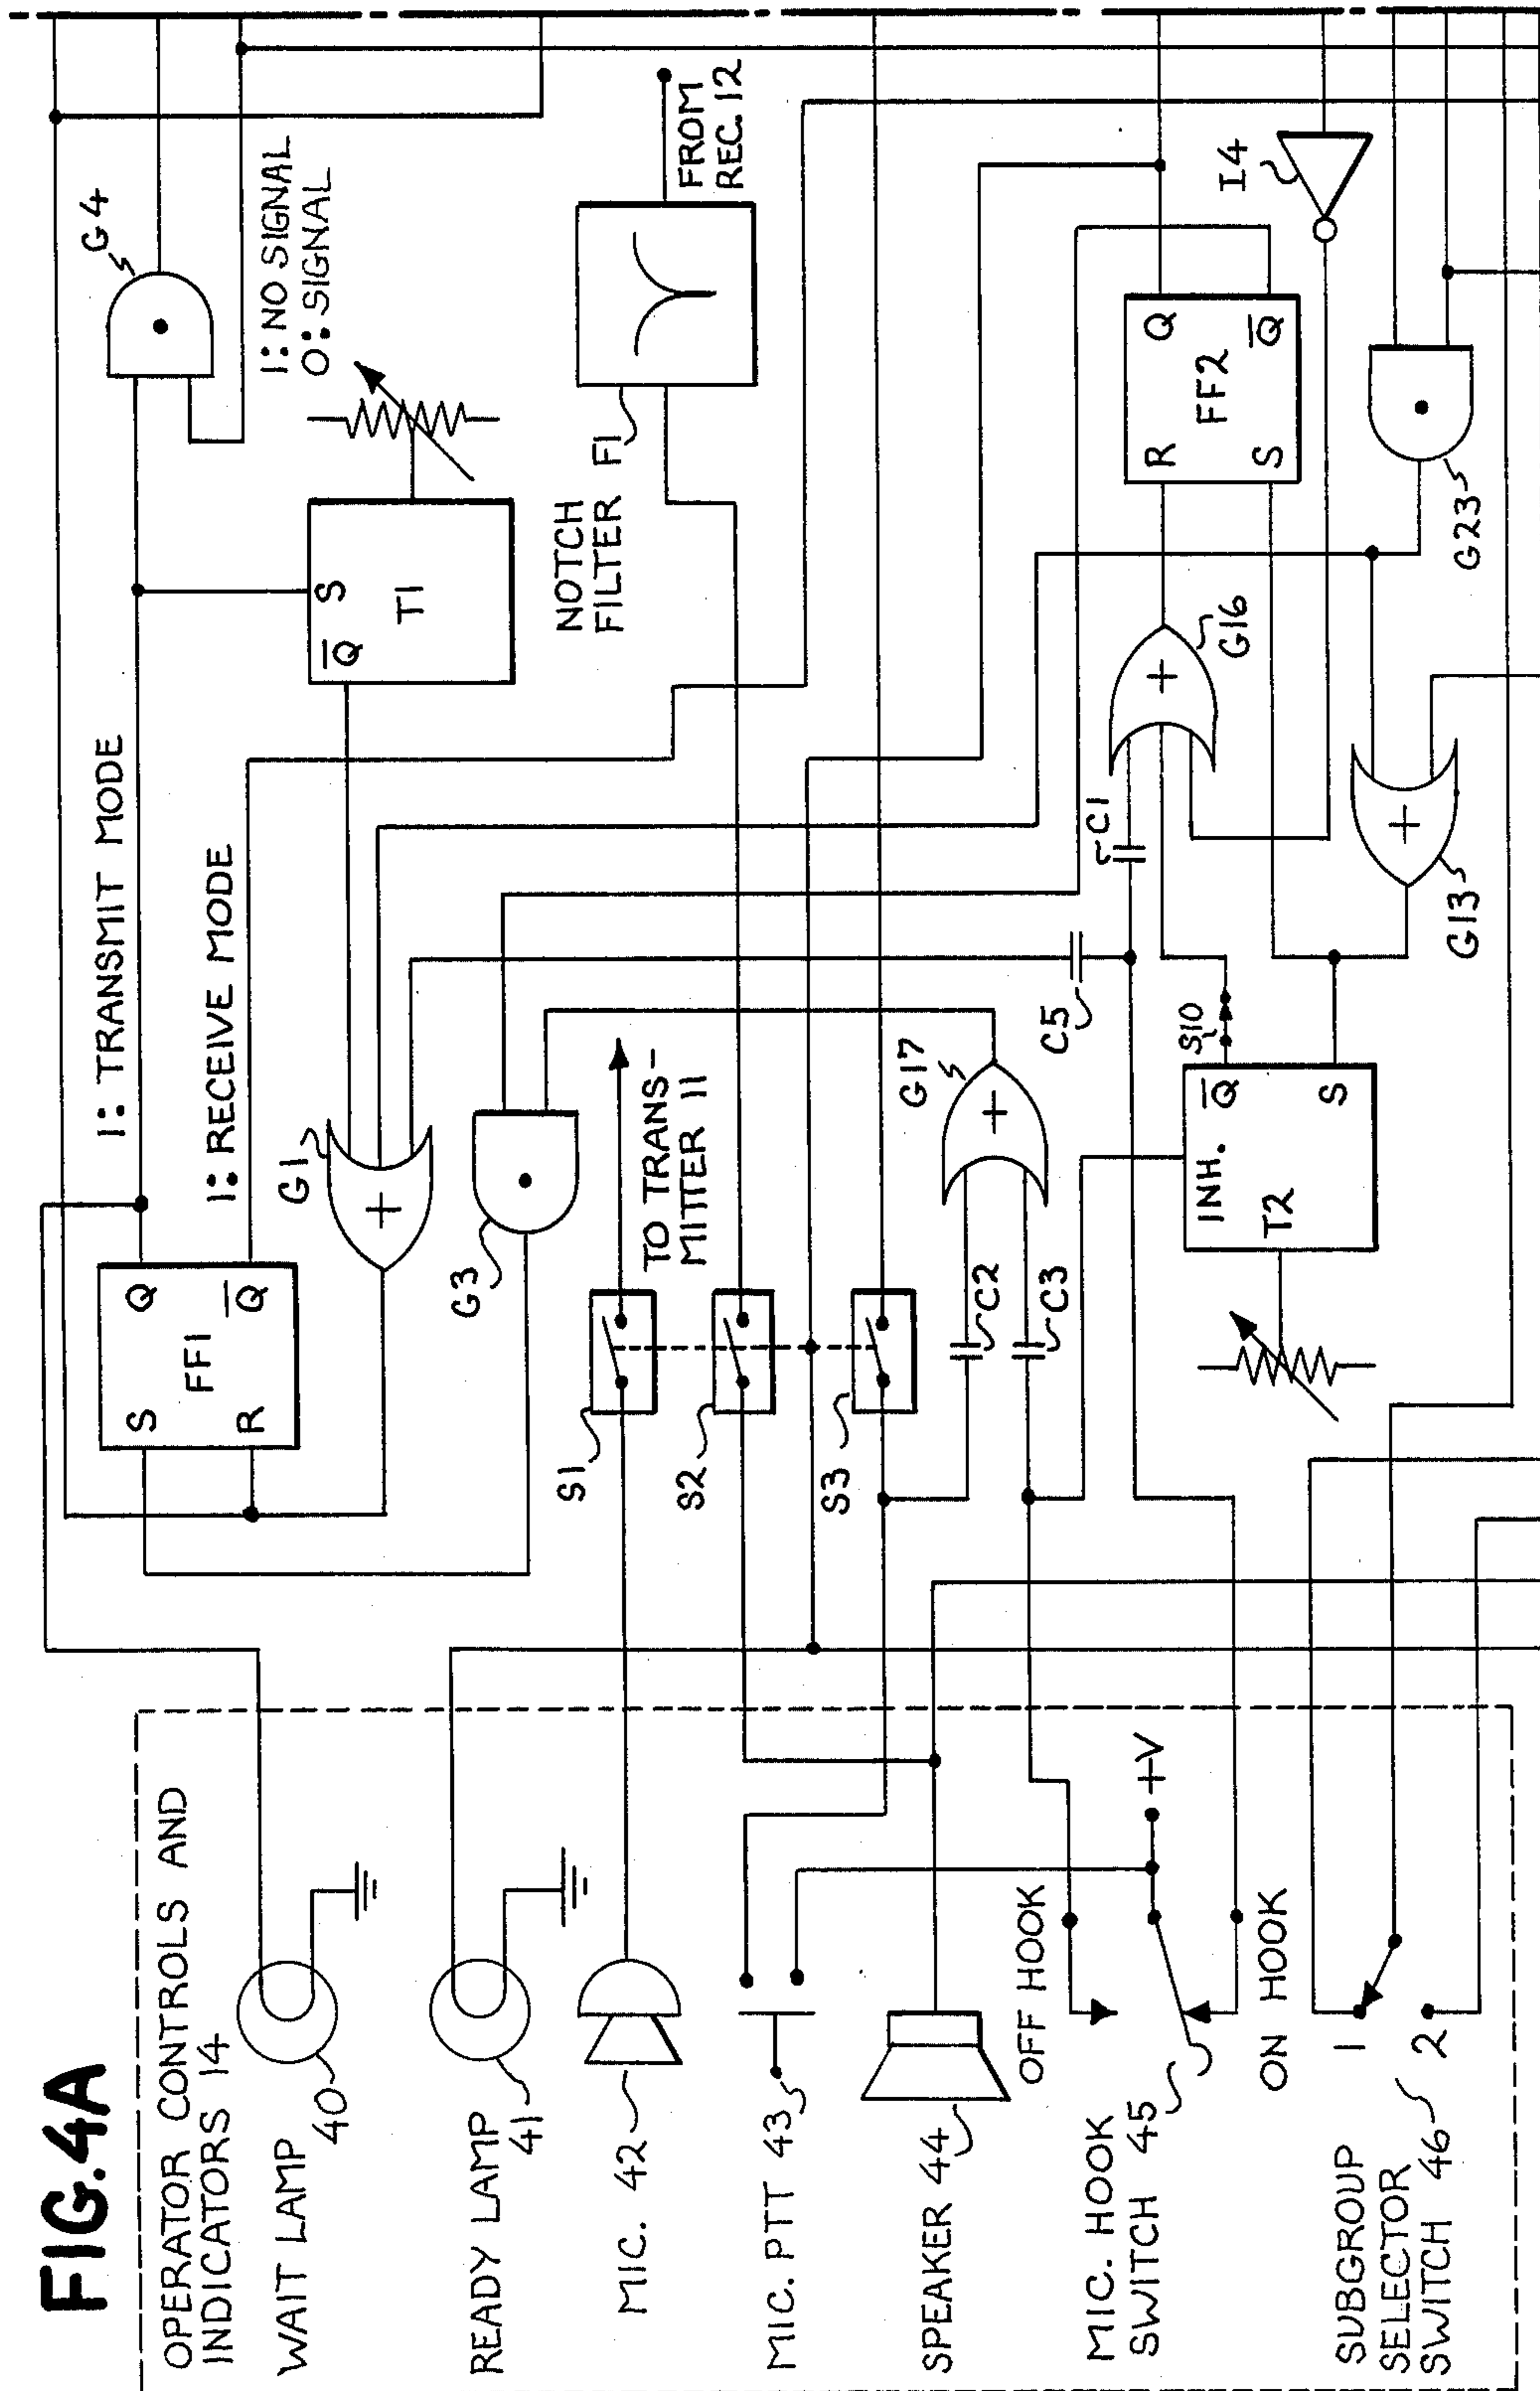 FIG.4A
OPERATOR CONTROLS AND
INDICATORS 14
WAIT LAMP
40
READY LAMP
41
MIC. 42
MIC. PTT 43
SPEAKER 44
OFF HOOK
MIC. HOOK
SWITCH 45
+V
ON HOOK
SUBGROUP
SELECTOR
SWITCH 46
1
2
1: TRANSMIT MODE
1: RECEIVE MODE
S
Q
FF1
R
Q̅
G1
G3
S1
TO TRANS-
MITTER 11
S2
S3
C2
C3
G17
C5
C1
S10
INH.
Q̅
T2
S
G4
1: NO SIGNAL
0: SIGNAL
S
Q̅
T1
NOTCH
FILTER F1
FROM
REC. 12
G16
R
Q
FF2
S
Q̅
I4
G23
G13